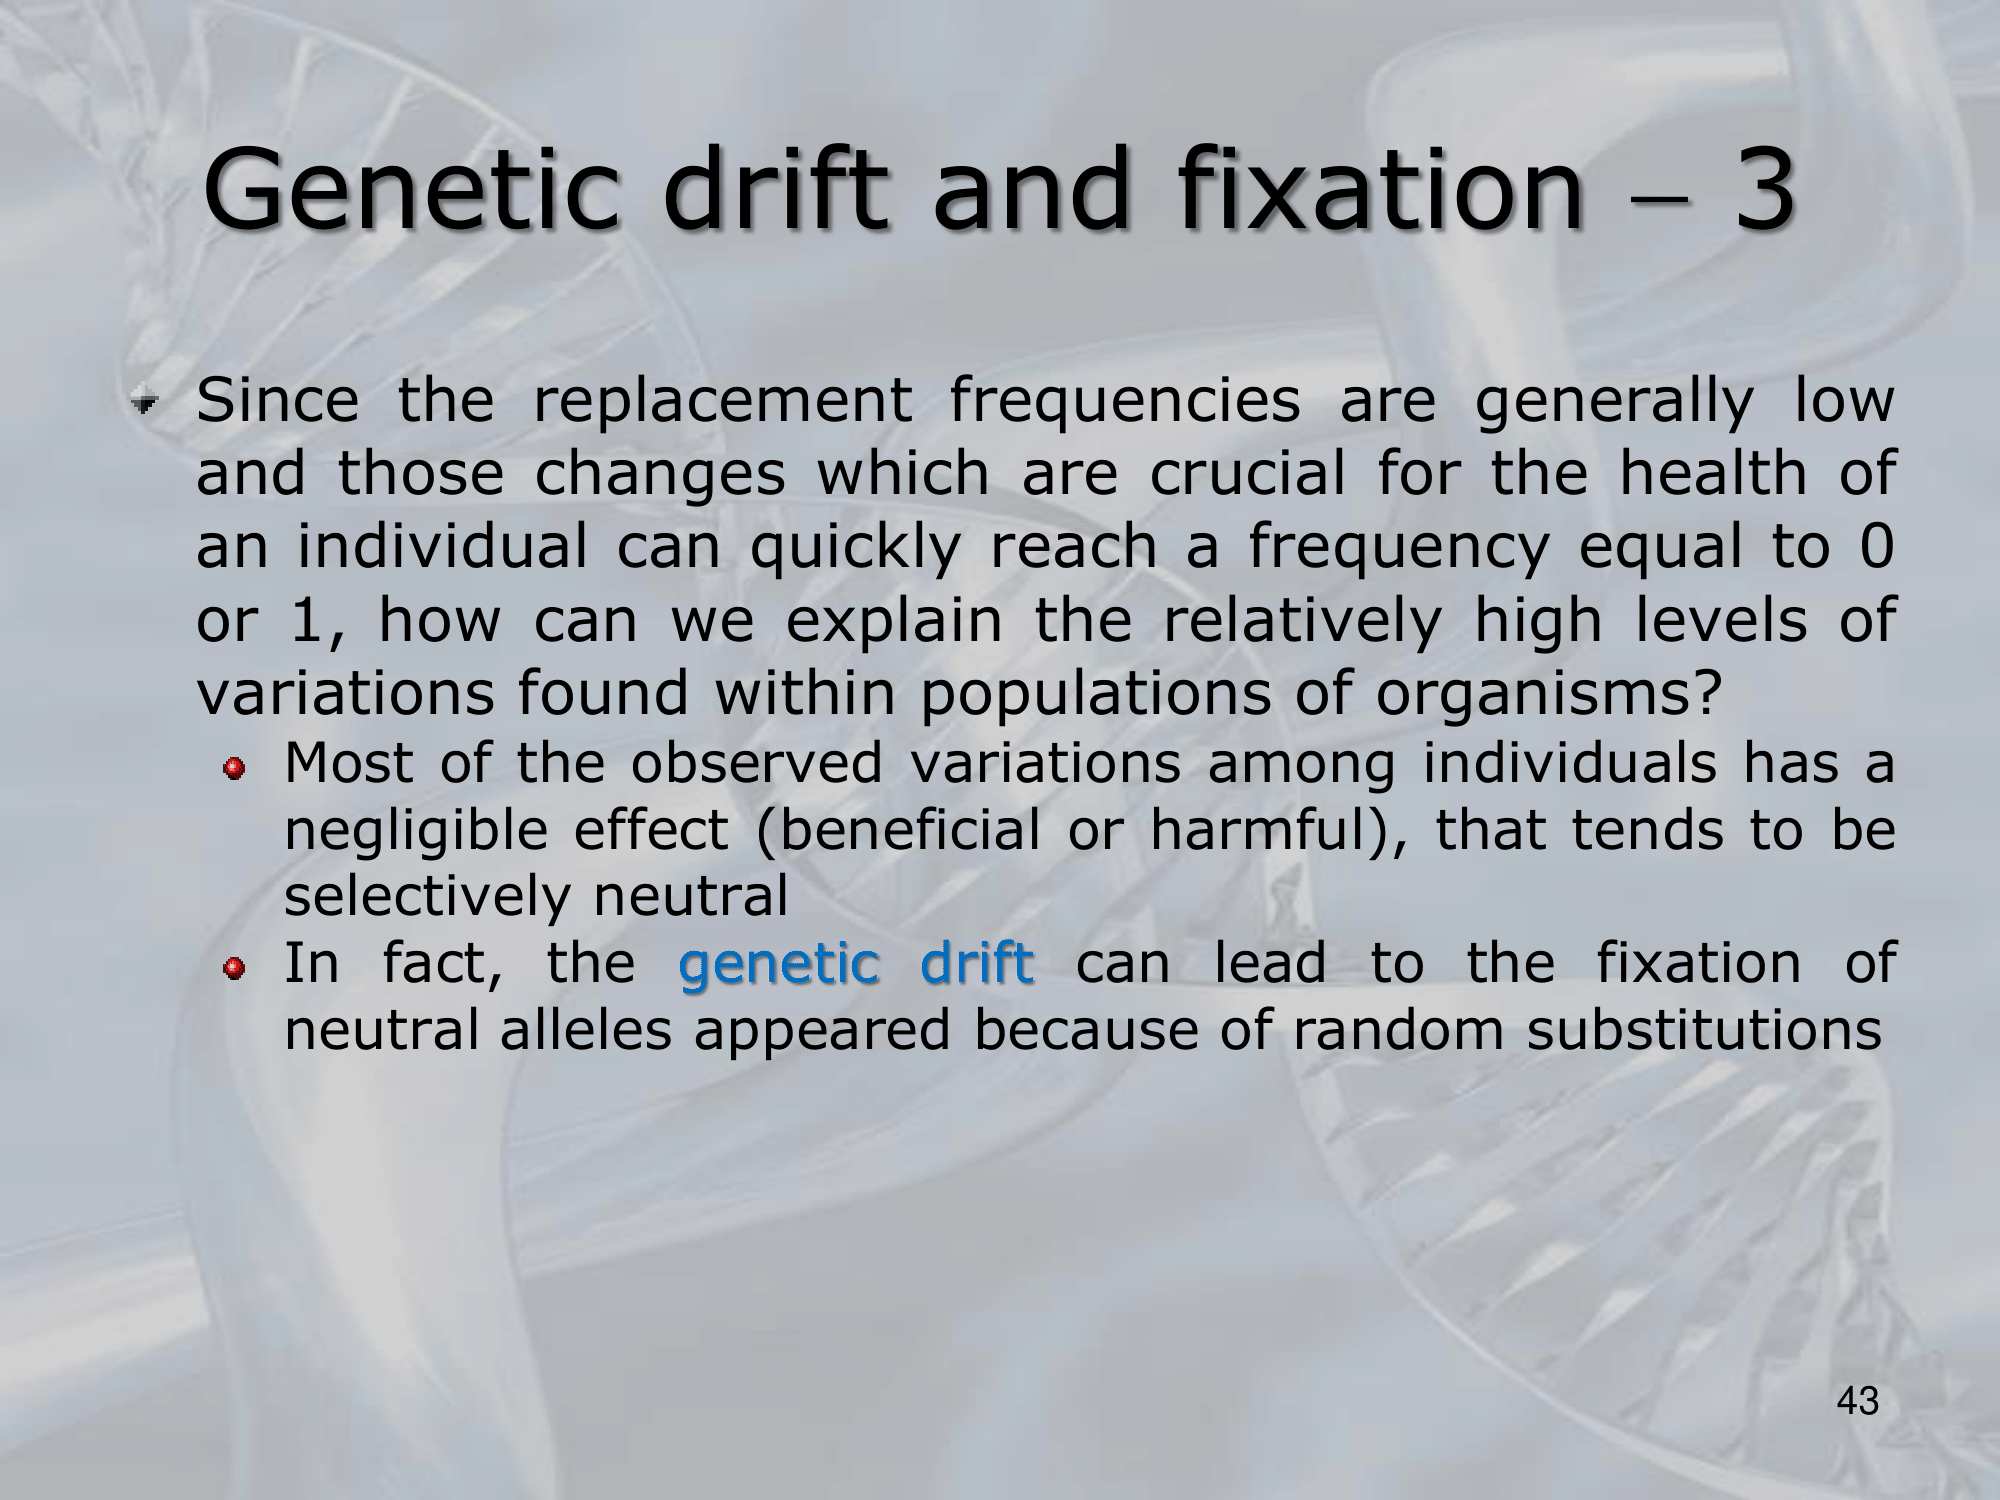 Genetic drift and fixation – 3
Since the replacement frequencies are generally low
and those changes which are crucial for the health of
an individual can quickly reach a frequency equal to 0
or 1, how can we explain the relatively high levels of
variations found within populations of organisms?
Most of the observed variations among individuals has a
negligible effect (beneficial or harmful), that tends to be
selectively neutral
In fact, the genetic drift can lead to the fixation of
neutral alleles appeared because of random substitutions
43